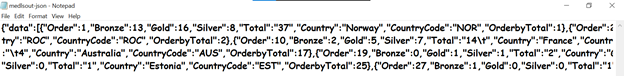 medlsout-json - Notepad
File Edit Format View Help
{"data":[{"Order":1,"Bronze":13,"Gold":16,"Silver":8,"Total":"37","Country":"Norway","CountryCode":"NOR","OrderbyTotal":1},{"Order":2
try":"ROC","CountryCode":"ROC","OrderbyTotal":2},{"Order":10,"Bronze":2,"Gold":5,"Silver":7,"Total":"14\t","Country":"France","Count
:"\t4","Country":"Australia","CountryCode":"AUS","OrderbyTotal":17},{"Order":19,"Bronze":0,"Gold":1,"Silver":1,"Total":"2","Country"
"Silver":0,"Total":"1","Country":"Estonia","CountryCode":"EST","OrderbyTotal":25},{"Order":27,"Bronze":1,"Gold":0,"Silver":0,"Total":"1